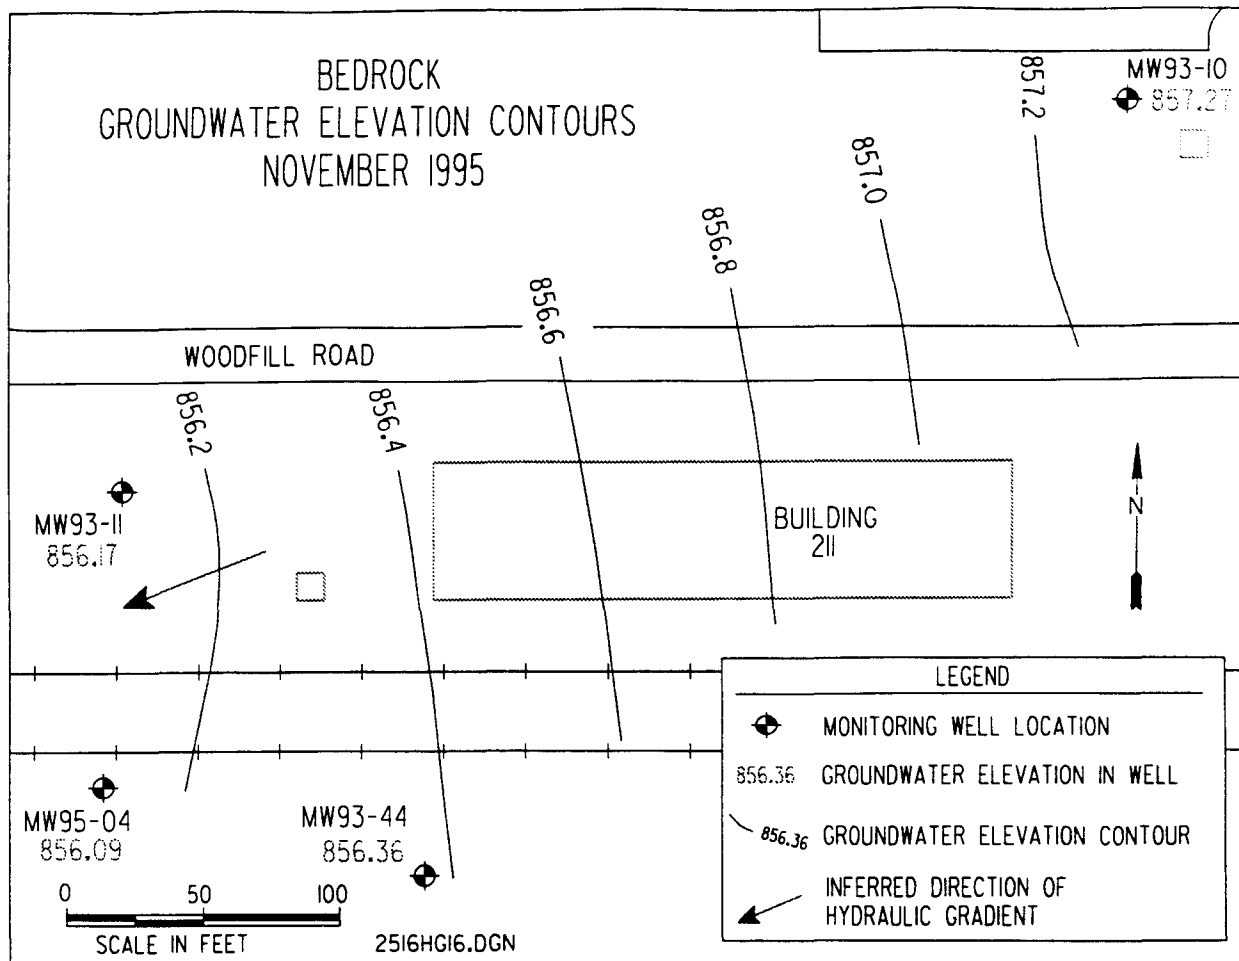 BEDROCK
GROUNDWATER ELEVATION CONTOURS
NOVEMBER 1995
857.2
MW93-10
857.27
857.0
856.8
856.6
WOODFILL ROAD
856.2
856.4
MW93-11
856.17
BUILDING
211
N
MW95-04
856.09
MW93-44
856.36
0 50 100
SCALE IN FEET
2516HG16.DGN
LEGEND
MONITORING WELL LOCATION
856.36 GROUNDWATER ELEVATION IN WELL
856.36 GROUNDWATER ELEVATION CONTOUR
INFERRED DIRECTION OF
HYDRAULIC GRADIENT